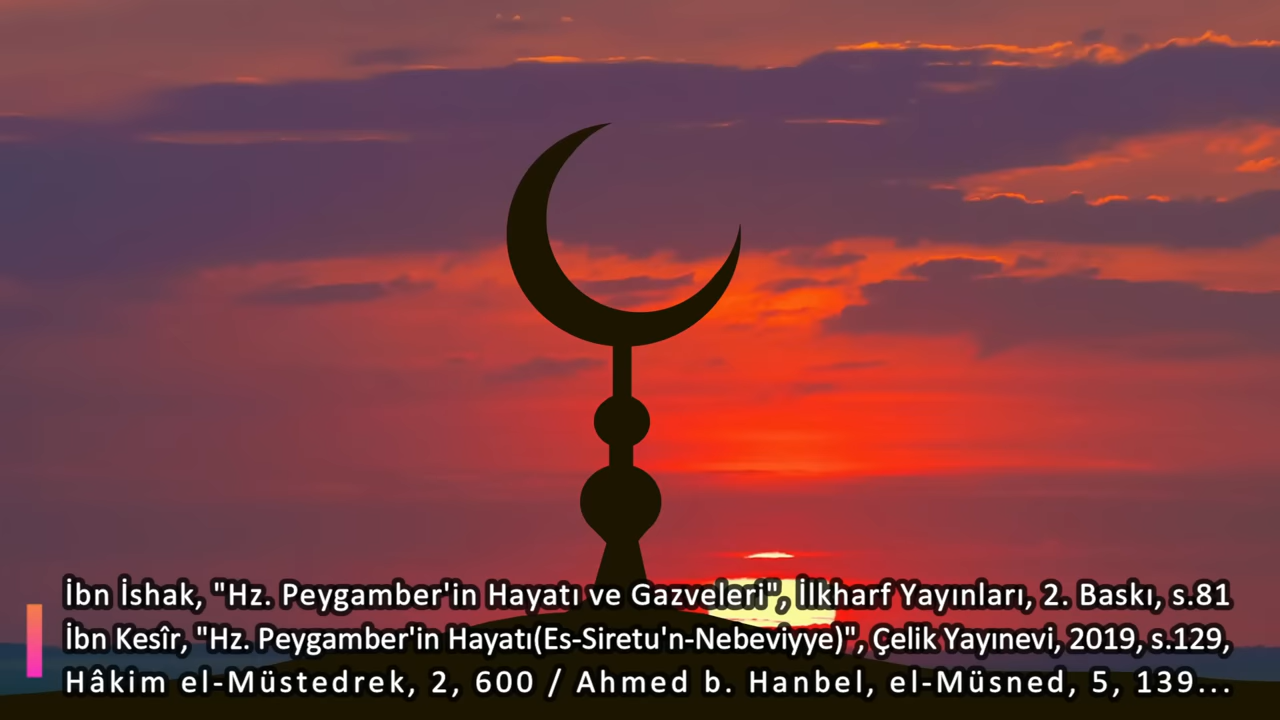 İbn İshak, "Hz. Peygamber'in Hayatı ve Gazveleri", İlkharf Yayınları, 2. Baskı, s.81
İbn Kesîr, "Hz. Peygamber'in Hayatı(Es-Siretu'n-Nebeviyye)", Çelik Yayınevi, 2019, s.129,
Hâkim el-Müstedrek, 2, 600 / Ahmed b. Hanbel, el-Müsned, 5, 139...